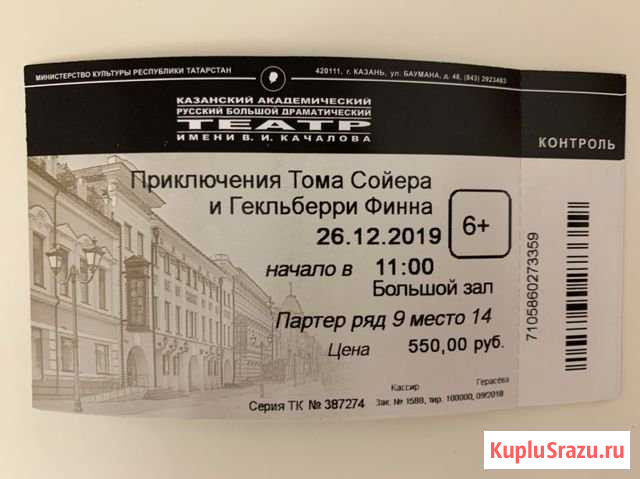 МИНИСТЕРСТВО КУЛЬТУРЫ РЕСПУБЛИКИ ТАТАРСТАН
420111, г. КАЗАНЬ, ул. БАУМАНА, д. 48, (843) 2923483
КАЗАНСКИЙ АКАДЕМИЧЕСКИЙ
РУССКИЙ БОЛЬШОЙ ДРАМАТИЧЕСКИЙ
ТЕАТР
ИМЕНИ В. И. КАЧАЛОВА
КОНТРОЛЬ
Приключения Тома Сойера
и Гекльберри Финна
6+
26.12.2019
начало в 11:00
Большой зал
Партер ряд 9 место 14
Цена 550,00 руб.
Кассир Герасёва
Серия ТК № 387274
Зак. № 1588, тир. 100000, 09/2018
7105860273359
KupluSrazu.ru